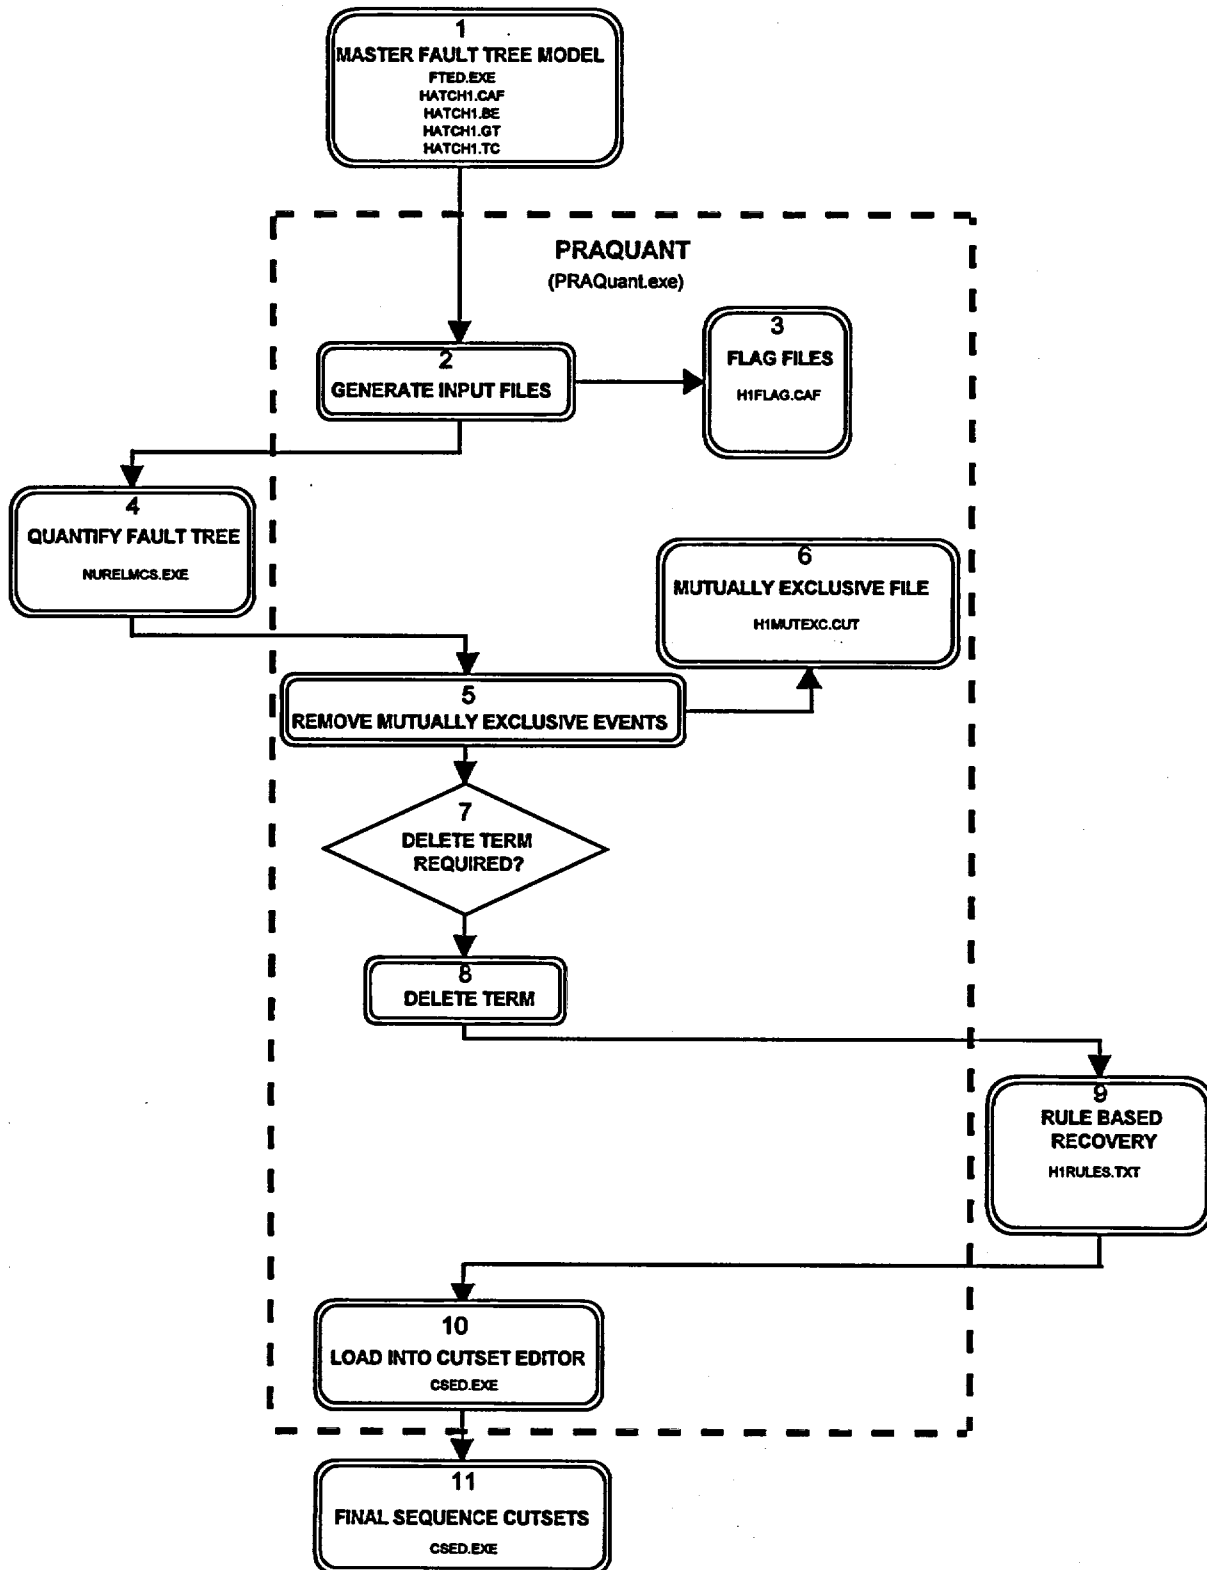 1
MASTER FAULT TREE MODEL
FTED.EXE
HATCH1.CAF
HATCH1.BE
HATCH1.GT
HATCH1.TC
PRAQUANT
(PRAQuant.exe)
2
GENERATE INPUT FILES
3
FLAG FILES
H1FLAG.CAF
4
QUANTIFY FAULT TREE
NURELMCS.EXE
5
REMOVE MUTUALLY EXCLUSIVE EVENTS
6
MUTUALLY EXCLUSIVE FILE
H1MUTEXC.CUT
7
DELETE TERM
REQUIRED?
8
DELETE TERM
9
RULE BASED
RECOVERY
H1RULES.TXT
10
LOAD INTO CUTSET EDITOR
CSED.EXE
11
FINAL SEQUENCE CUTSETS
CSED.EXE